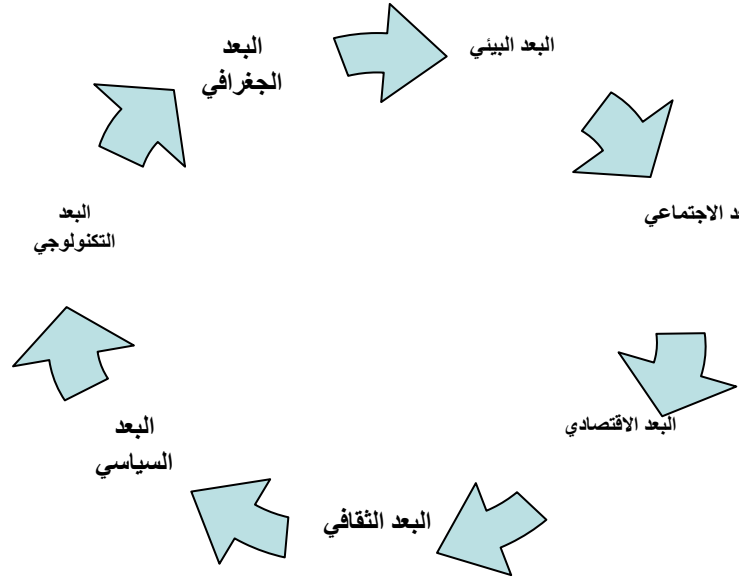 البعد
الجغرافي
البعد البيئي
د الاجتماعي
البعد الاقتصادي
البعد الثقافي
البعد
السياسي
البعد
التكنولوجي